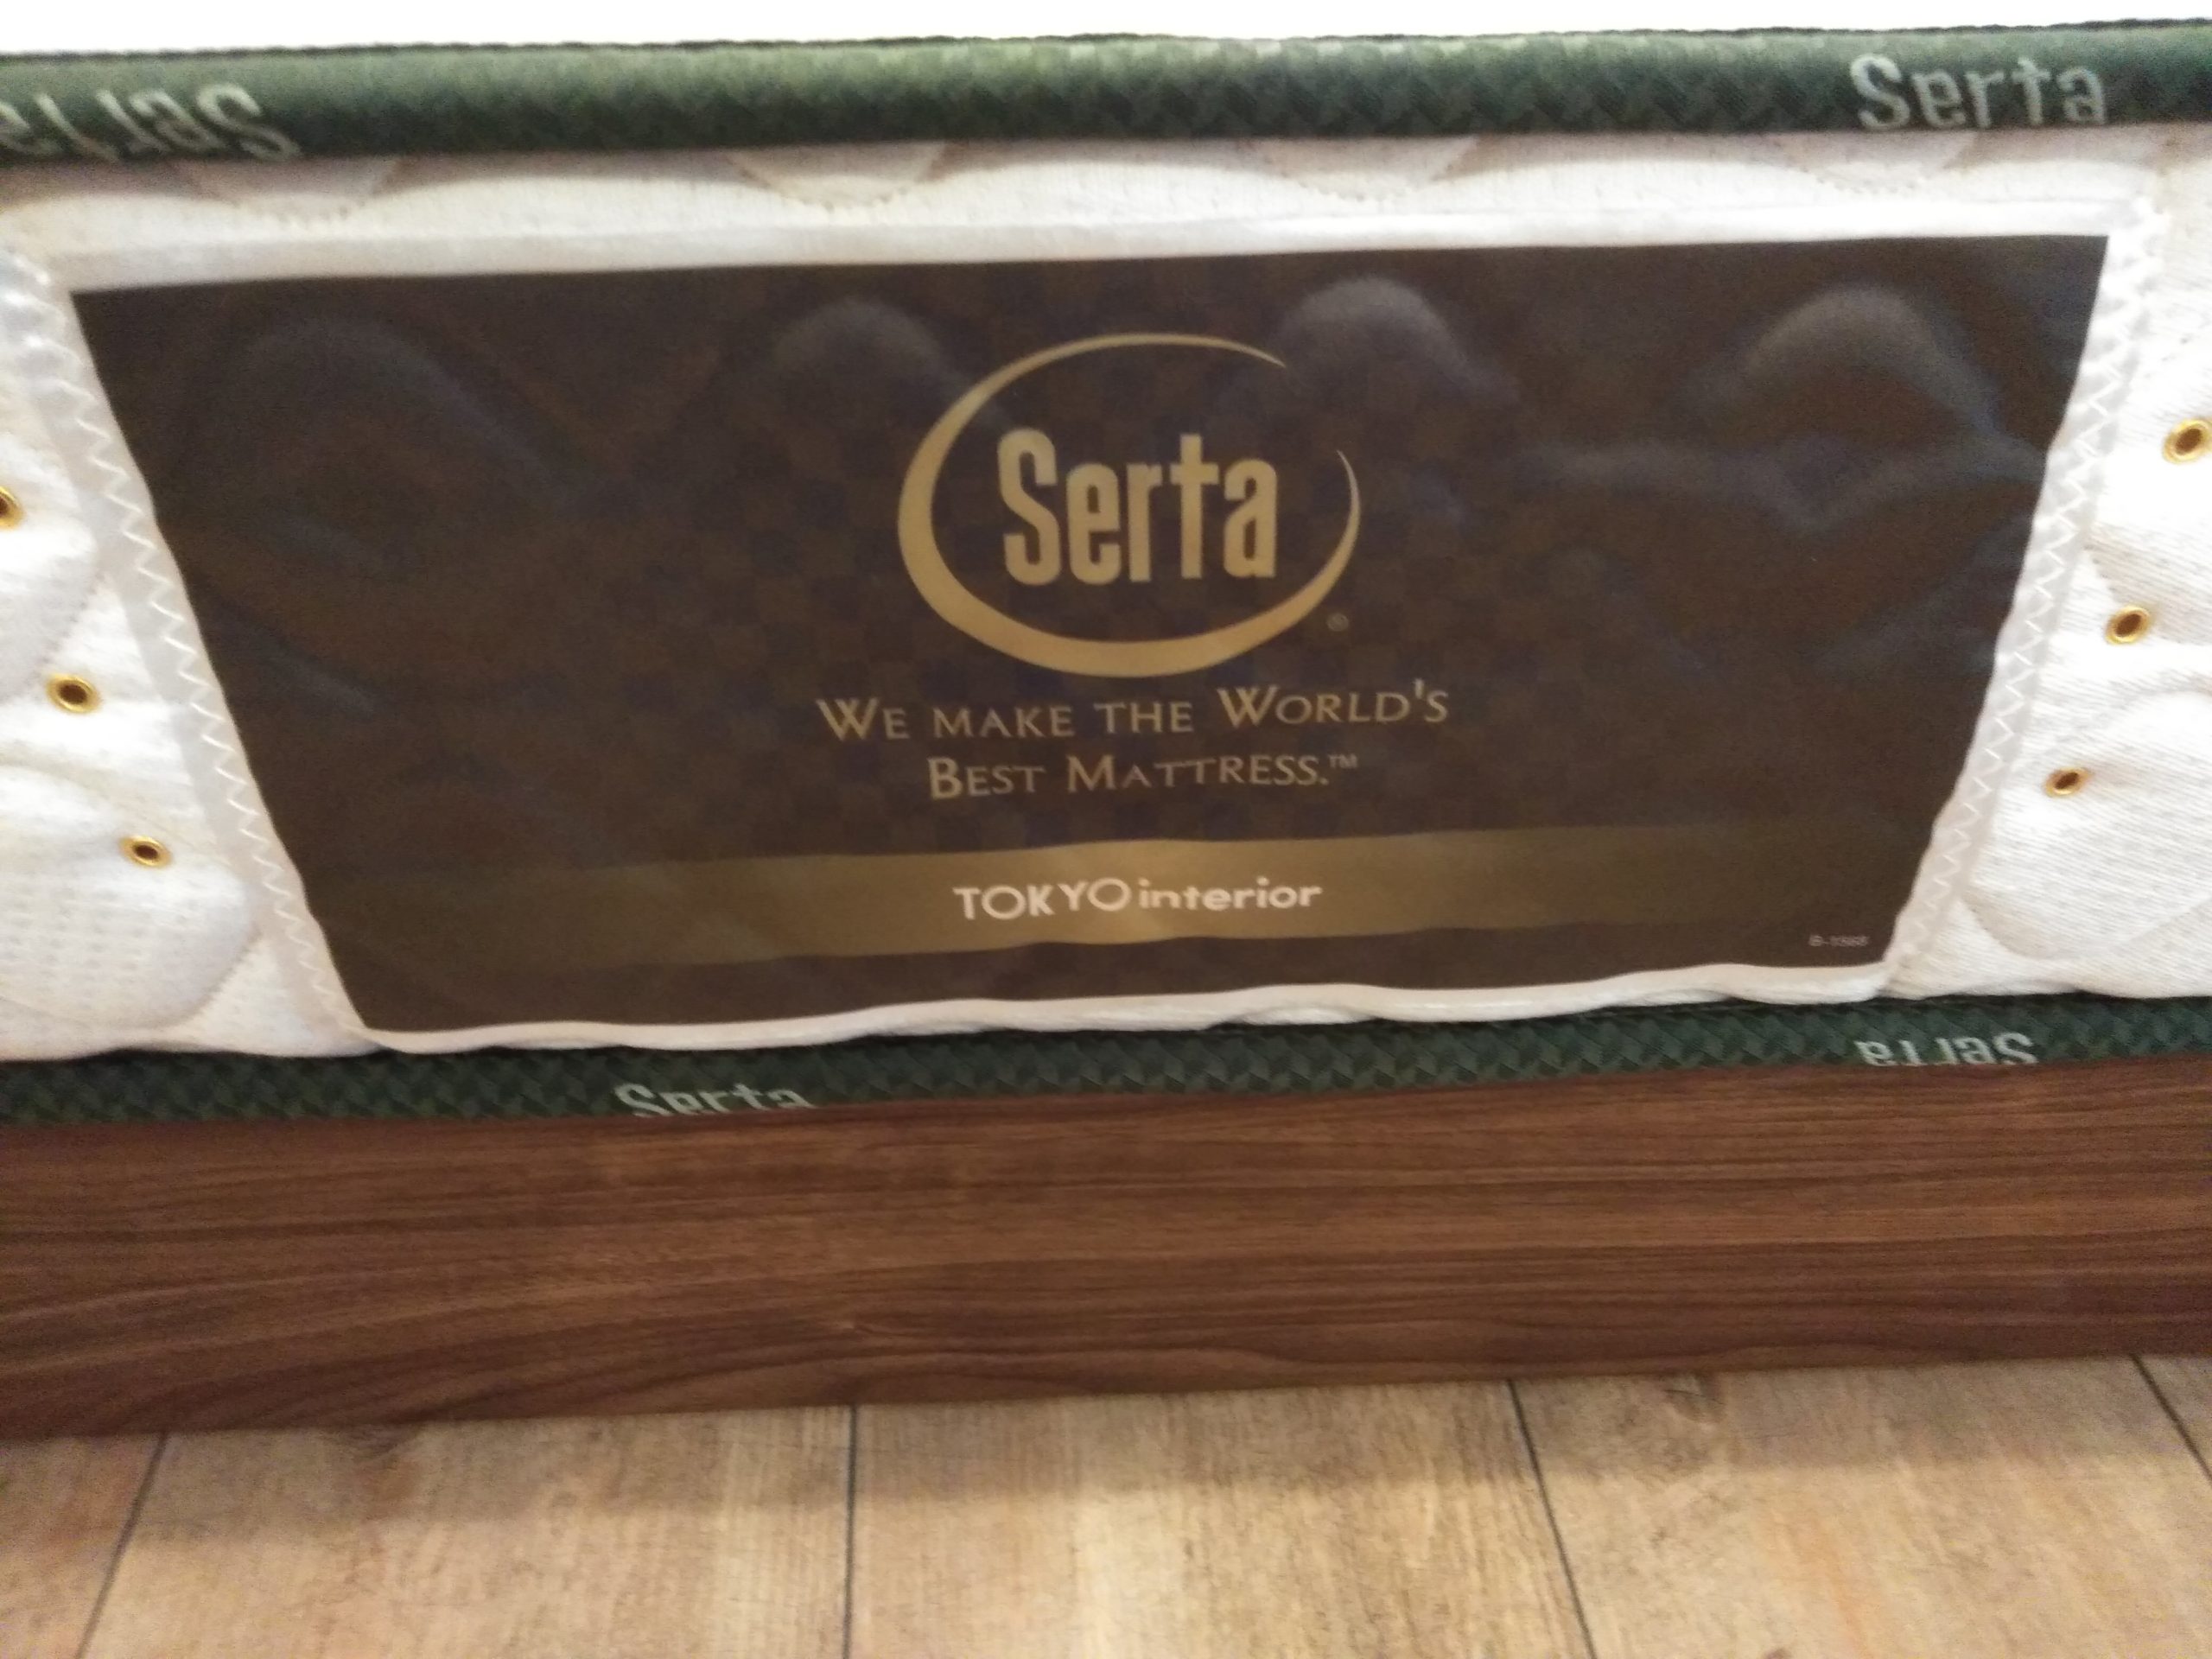 Serta
Serta
Serta
®
WE MAKE THE WORLD'S
BEST MATTRESS.™
TOKYO interior
Serta
Serta